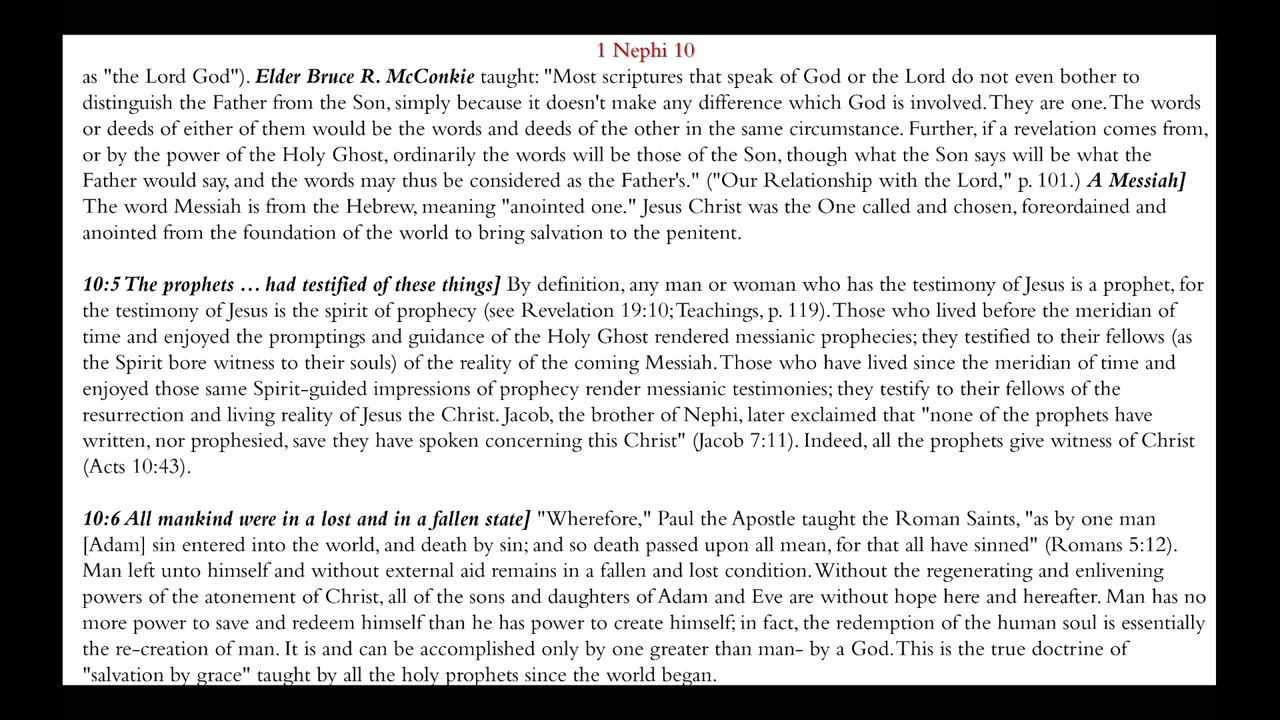 1 Nephi 10
as "the Lord God"). Elder Bruce R. McConkie taught: "Most scriptures that speak of God or the Lord do not even bother to
distinguish the Father from the Son, simply because it doesn't make any difference which God is involved. They are one. The words
or deeds of either of them would be the words and deeds of the other in the same circumstance. Further, if a revelation comes from,
or by the power of the Holy Ghost, ordinarily the words will be those of the Son, though what the Son says will be what the
Father would say, and the words may thus be considered as the Father's." ("Our Relationship with the Lord," p. 101.) A Messiah]
The word Messiah is from the Hebrew, meaning "anointed one." Jesus Christ was the One called and chosen, foreordained and
anointed from the foundation of the world to bring salvation to the penitent.
10:5 The prophets … had testified of these things] By definition, any man or woman who has the testimony of Jesus is a prophet, for
the testimony of Jesus is the spirit of prophecy (see Revelation 19:10; Teachings, p. 119). Those who lived before the meridian of
time and enjoyed the promptings and guidance of the Holy Ghost rendered messianic prophecies; they testified to their fellows (as
the Spirit bore witness to their souls) of the reality of the coming Messiah. Those who have lived since the meridian of time and
enjoyed those same Spirit-guided impressions of prophecy render messianic testimonies; they testify to their fellows of the
resurrection and living reality of Jesus the Christ. Jacob, the brother of Nephi, later exclaimed that "none of the prophets have
written, nor prophesied, save they have spoken concerning this Christ" (Jacob 7:11). Indeed, all the prophets give witness of Christ
(Acts 10:43).
10:6 All mankind were in a lost and in a fallen state] "Wherefore," Paul the Apostle taught the Roman Saints, "as by one man
[Adam] sin entered into the world, and death by sin; and so death passed upon all mean, for that all have sinned" (Romans 5:12).
Man left unto himself and without external aid remains in a fallen and lost condition. Without the regenerating and enlivening
powers of the atonement of Christ, all of the sons and daughters of Adam and Eve are without hope here and hereafter. Man has no
more power to save and redeem himself than he has power to create himself; in fact, the redemption of the human soul is essentially
the re-creation of man. It is and can be accomplished only by one greater than man- by a God. This is the true doctrine of
"salvation by grace" taught by all the holy prophets since the world began.